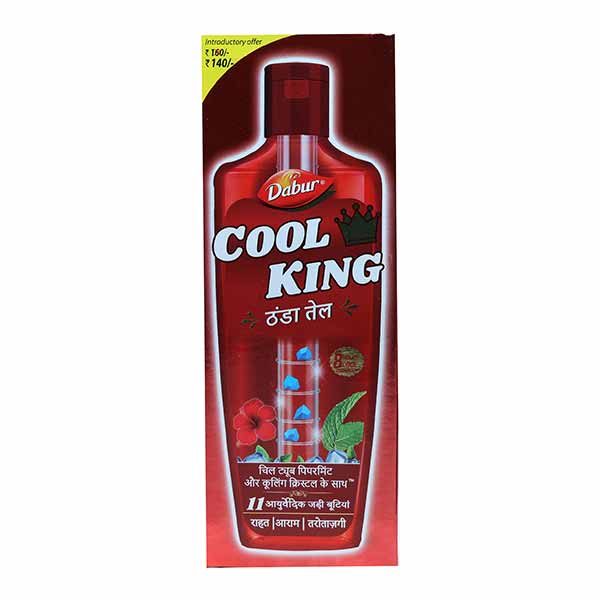 Introductory offer
₹ 160/-
₹ 140/-
Dabur®
COOL
KING
ठंडा तेल
चिल ट्यूब पिपरमिंट
और कूलिंग क्रिस्टल के साथ™
11 आयुर्वेदिक जड़ी बूटियां
राहत | आराम | तरोताज़गी